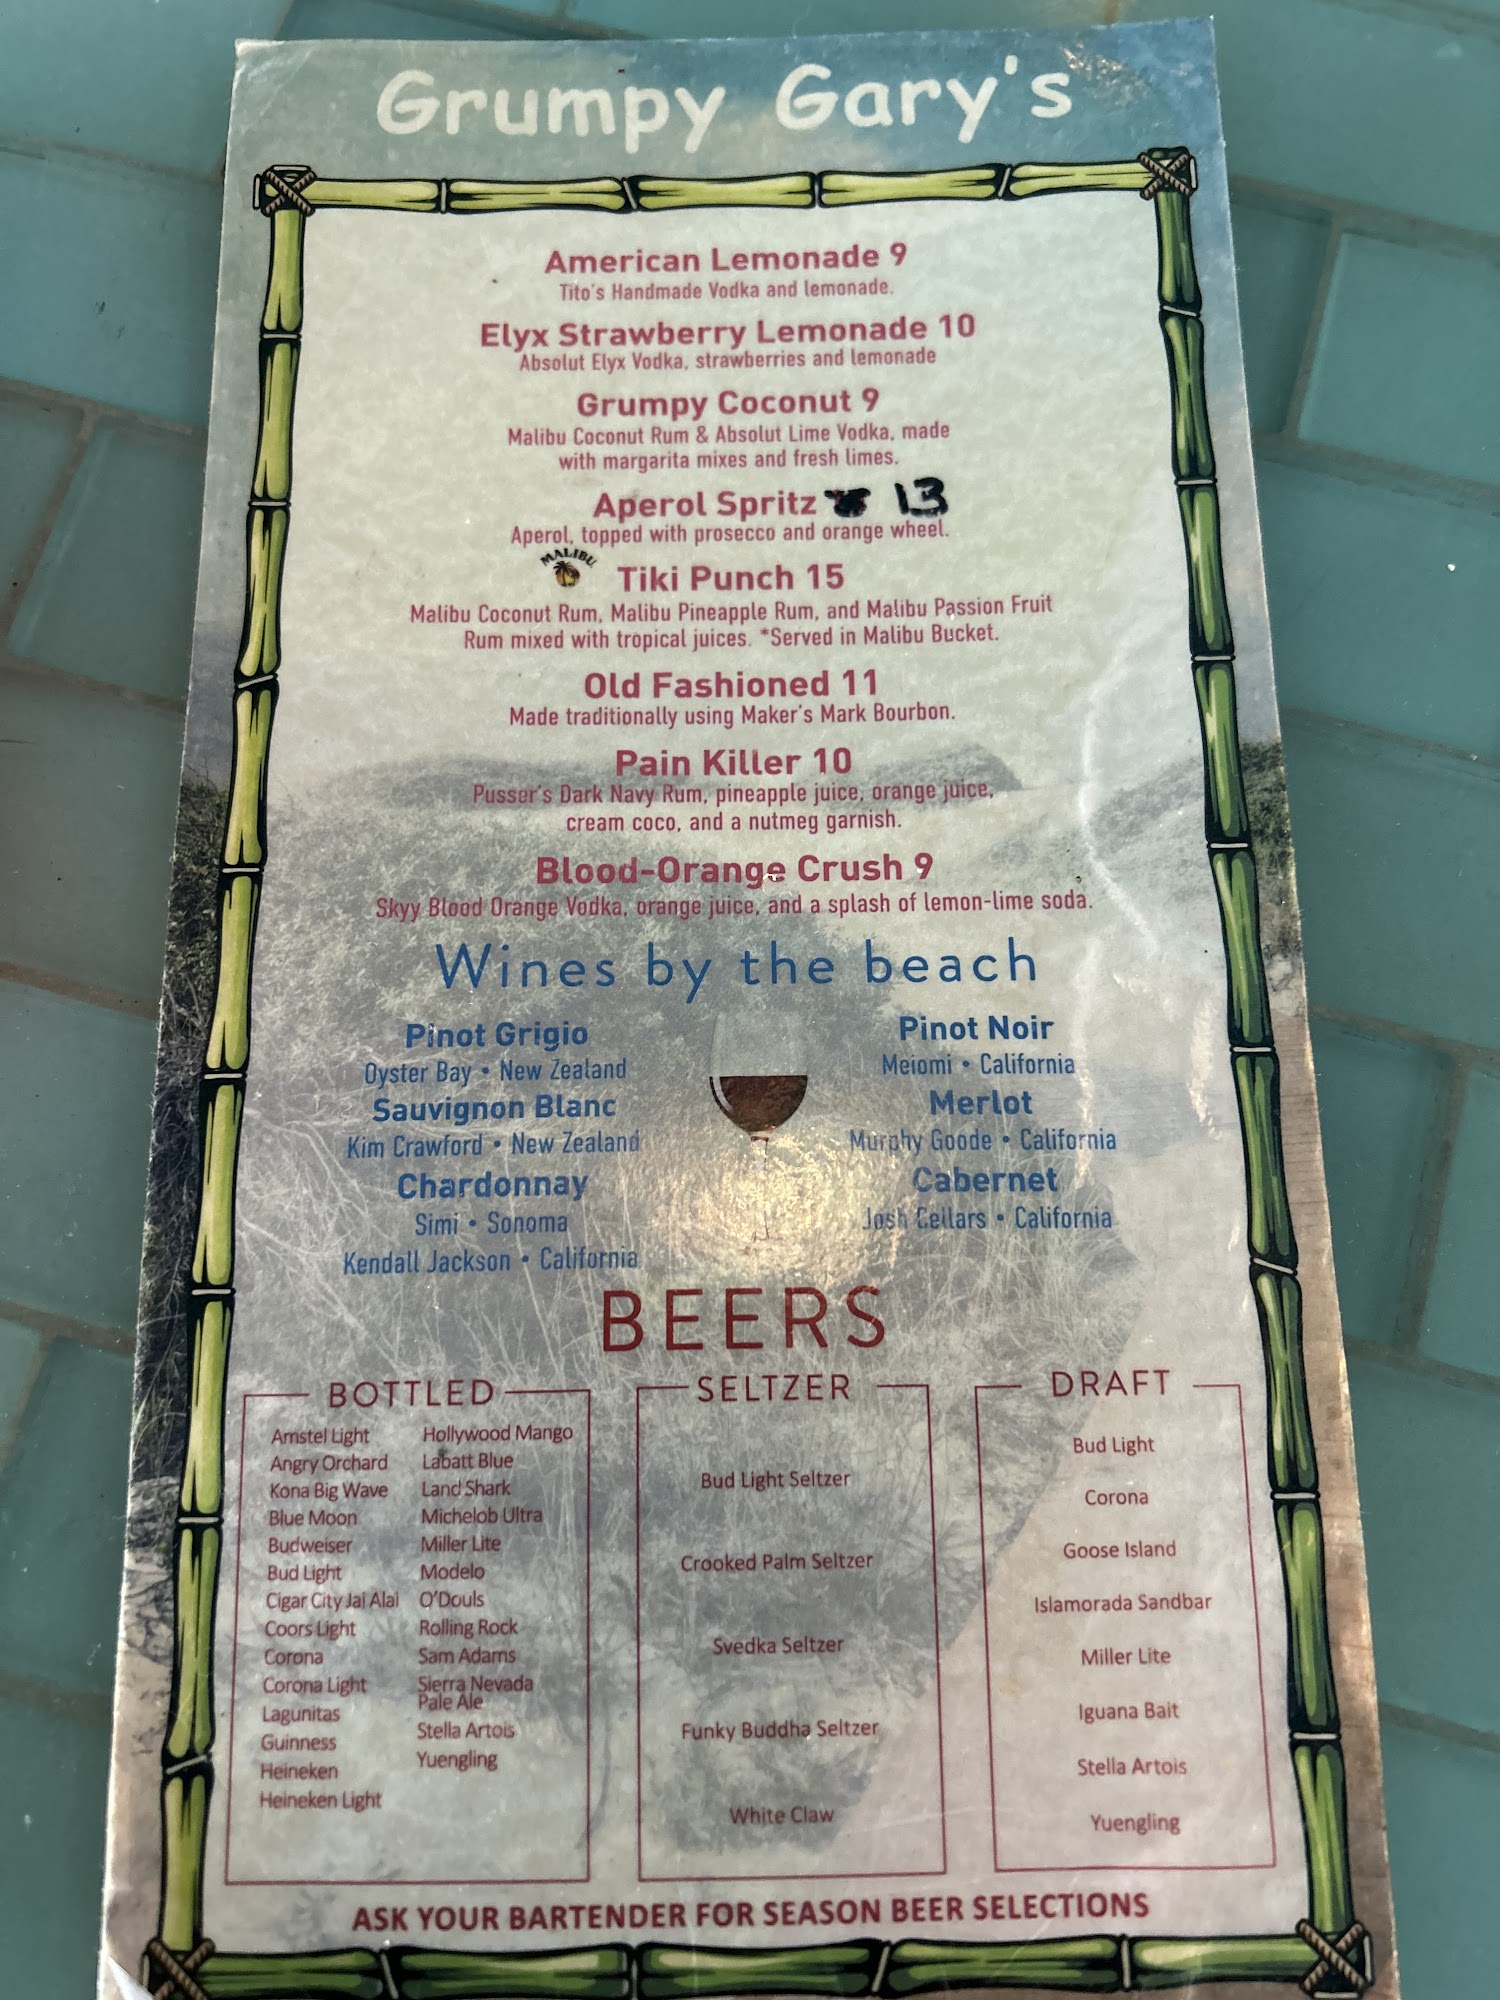 Grumpy Gary's
American Lemonade 9
Tito's Handmade Vodka and lemonade.
Elyx Strawberry Lemonade 10
Absolut Elyx Vodka, strawberries and lemonade
Grumpy Coconut 9
Malibu Coconut Rum & Absolut Lime Vodka, made
with margarita mixes and fresh limes.
Aperol Spritz 13
Aperol, topped with prosecco and orange wheel.
MALIBU
Tiki Punch 15
Malibu Coconut Rum, Malibu Pineapple Rum, and Malibu Passion Fruit
Rum mixed with tropical juices. *Served in Malibu Bucket.
Old Fashioned 11
Made traditionally using Maker's Mark Bourbon.
Pain Killer 10
Pusser's Dark Navy Rum, pineapple juice, orange juice,
cream coco, and a nutmeg garnish.
Blood-Orange Crush 9
Skyy Blood Orange Vodka, orange juice, and a splash of lemon-lime soda.
Wines by the beach
Pinot Grigio
Oyster Bay • New Zealand
Sauvignon Blanc
Kim Crawford • New Zealand
Chardonnay
Simi • Sonoma
Kendall Jackson • California
Pinot Noir
Meiomi • California
Merlot
Murphy Goode • California
Cabernet
Josh Cellars • California
BEERS
BOTTLED
Amstel Light
Angry Orchard
Kona Big Wave
Blue Moon
Budweiser
Bud Light
Cigar City Jai Alai
Coors Light
Corona
Corona Light
Lagunitas
Guinness
Heineken
Heineken Light
Hollywood Mango
Labatt Blue
Land Shark
Michelob Ultra
Miller Lite
Modelo
O'Douls
Rolling Rock
Sam Adams
Sierra Nevada
Pale Ale
Stella Artois
Yuengling
SELTZER
Bud Light Seltzer
Crooked Palm Seltzer
Svedka Seltzer
Funky Buddha Seltzer
White Claw
DRAFT
Bud Light
Corona
Goose Island
Islamorada Sandbar
Miller Lite
Iguana Bait
Stella Artois
Yuengling
ASK YOUR BARTENDER FOR SEASON BEER SELECTIONS